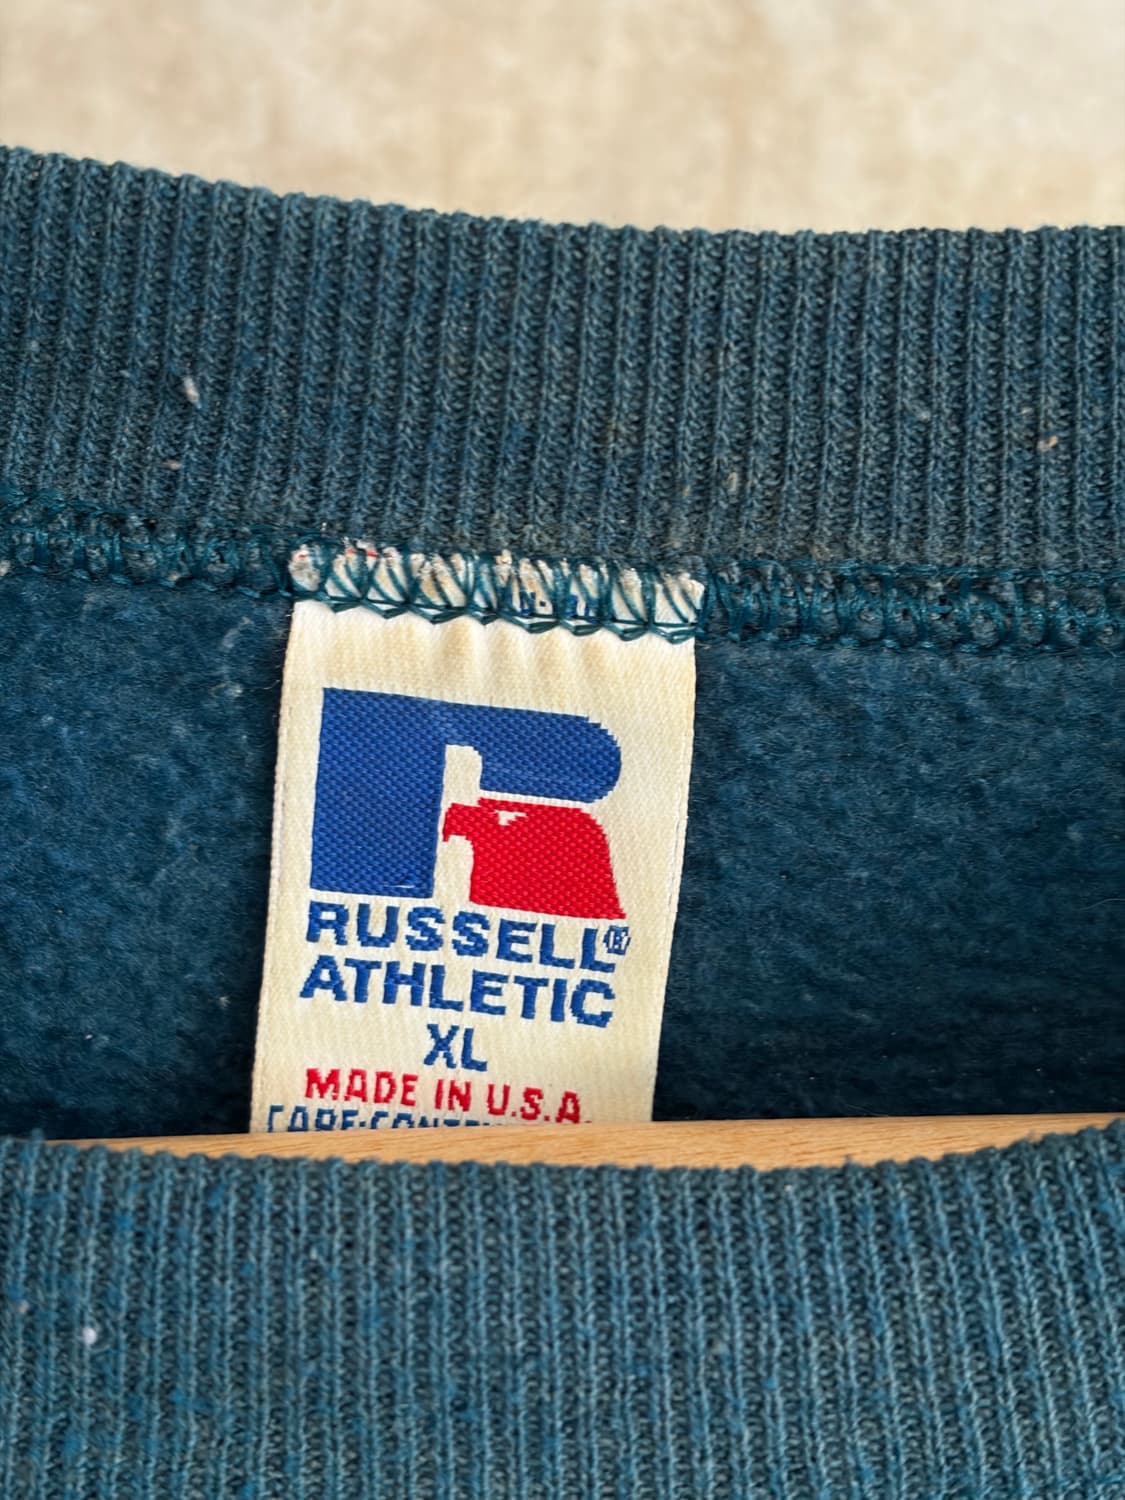 RUSSELL®
ATHLETIC
XL
MADE IN U.S.A.